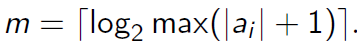 m = ⌈log₂ max(|aᵢ| + 1)⌉.